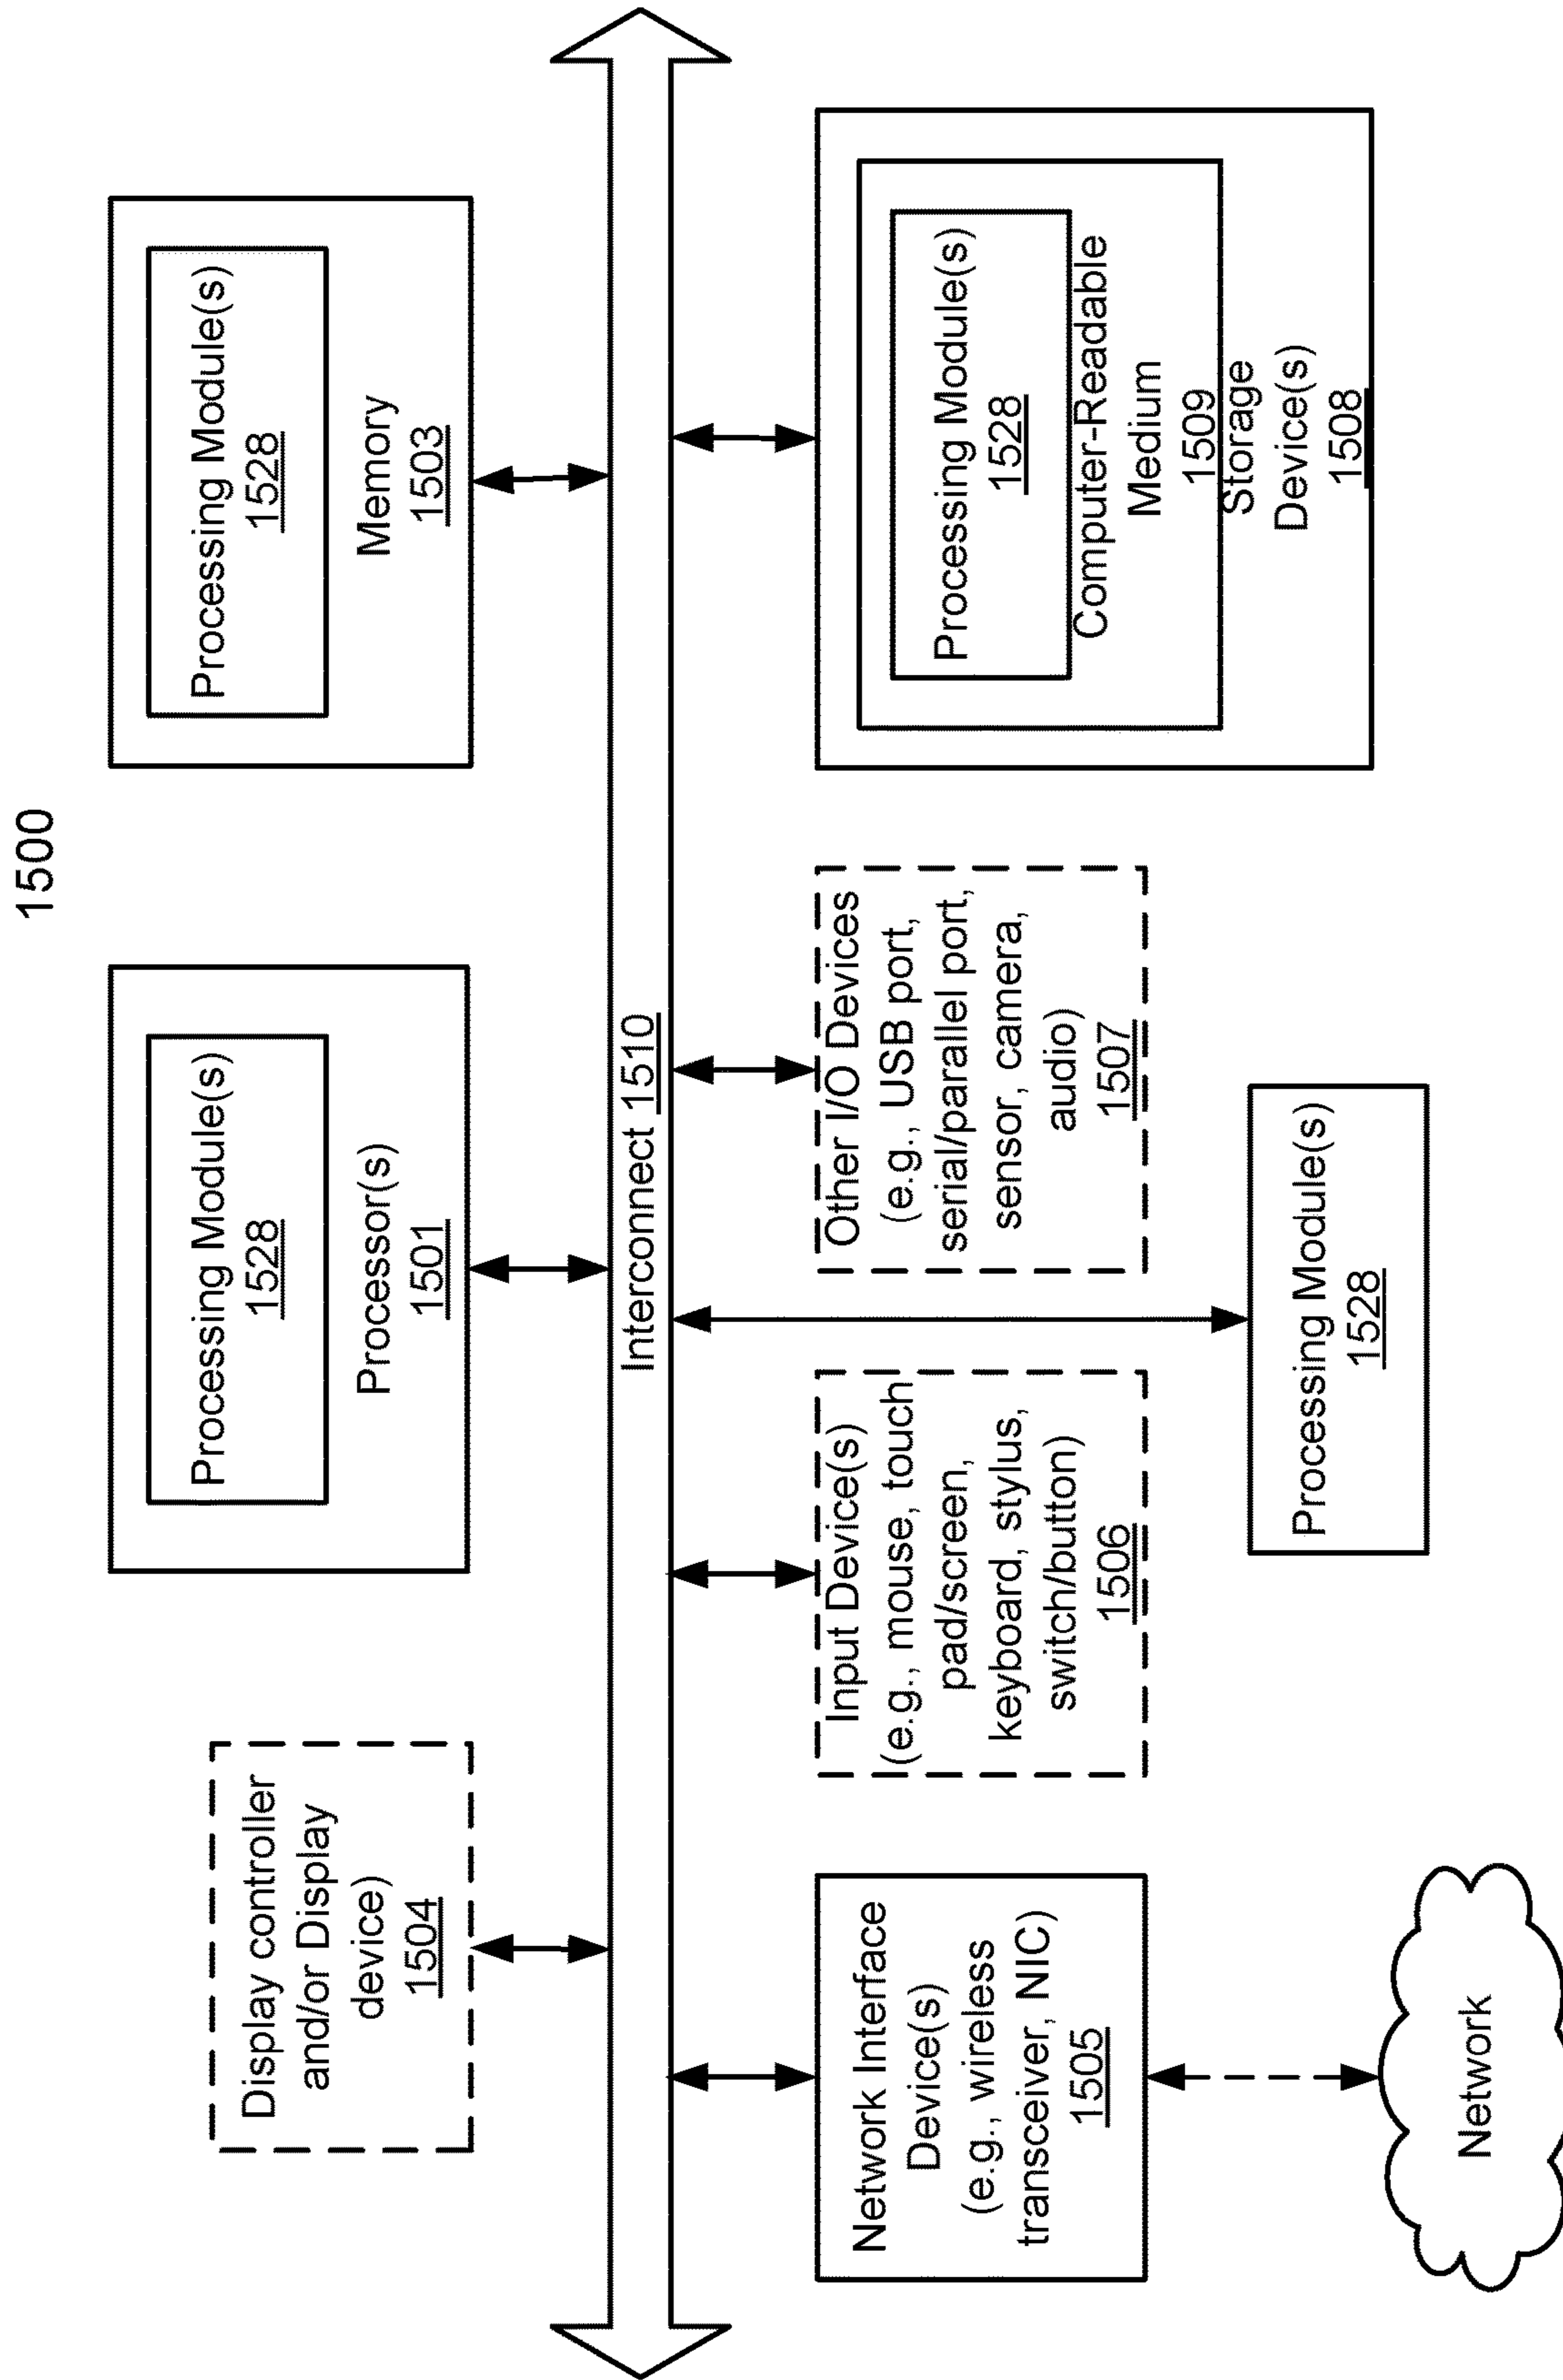 1500
Display controller
and/or Display
device)
1504
Processing Module(s)
1528
Processor(s)
1501
Processing Module(s)
1528
Memory
1503
Interconnect 1510
Network Interface
Device(s)
(e.g., wireless
transceiver, NIC)
1505
Input Device(s)
(e.g., mouse, touch
pad/screen,
keyboard, stylus,
switch/button)
1506
Other I/O Devices
(e.g., USB port,
serial/parallel port,
sensor, camera,
audio)
1507
Processing Module(s)
1528
Computer-Readable
Medium
1509
Storage
Device(s)
1508
Processing Module(s)
1528
Network